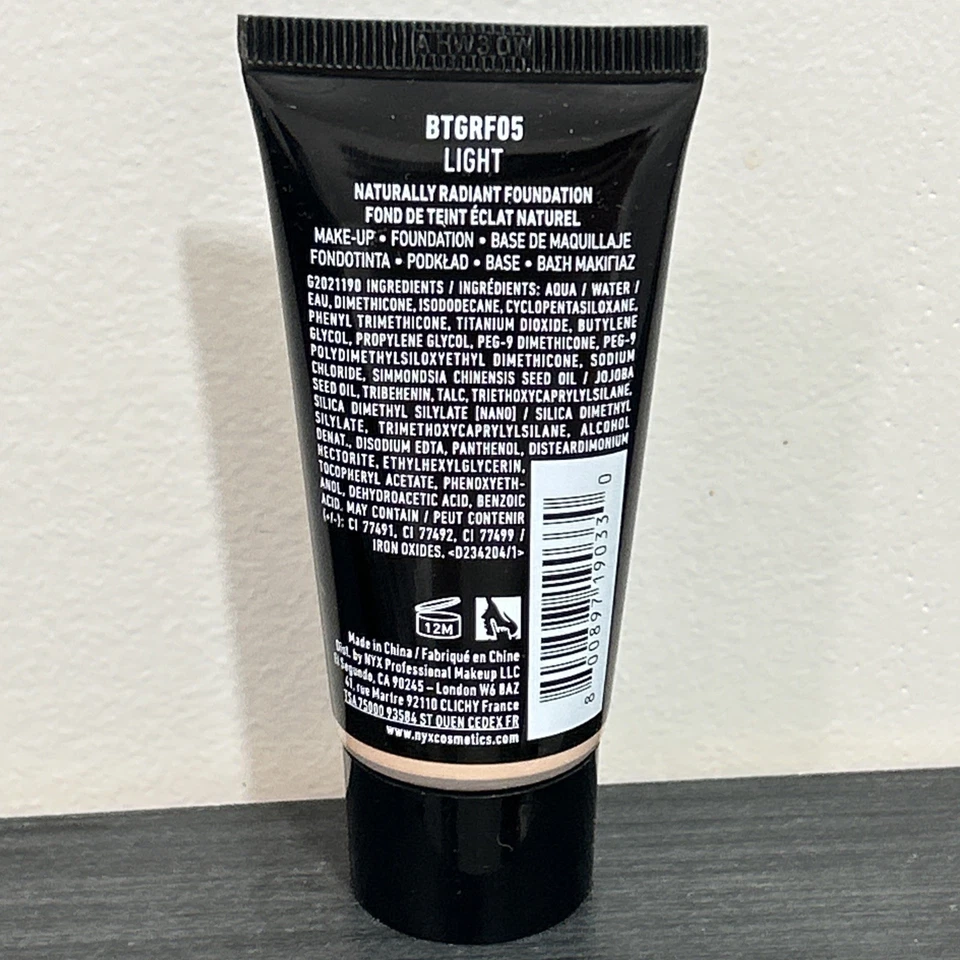 BTGRF05
LIGHT
NATURALLY RADIANT FOUNDATION
FOND DE TEINT ÉCLAT NATUREL
MAKE-UP • FOUNDATION • BASE DE MAQUILLAJE
FONDOTINTA • PODKŁAD • BASE • ΒΑΣΗ ΜΑΚΙΓΙΑΖ
G2021190 INGREDIENTS / INGRÉDIENTS: AQUA / WATER /
EAU, DIMETHICONE, ISODODECANE, CYCLOPENTASILOXANE,
PHENYL TRIMETHICONE, TITANIUM DIOXIDE, BUTYLENE
GLYCOL, PROPYLENE GLYCOL, PEG-9 DIMETHICONE, PEG-9
POLYDIMETHYLSILOXYETHYL DIMETHICONE, SODIUM
CHLORIDE, SIMMONDSIA CHINENSIS SEED OIL / JOJOBA
SEED OIL, TRIBEHENIN, TALC, TRIETHOXYCAPRYLYLSILANE,
SILICA DIMETHYL SILYLATE [NANO] / SILICA DIMETHYL
SILYLATE, TRIMETHOXYCAPRYLYLSILANE, ALCOHOL
DENAT., DISODIUM EDTA, PANTHENOL, DISTEARDIMONIUM
HECTORITE, ETHYLHEXYLGLYCERIN,
TOCOPHERYL ACETATE, PHENOXYETH-
ANOL, DEHYDROACETIC ACID, BENZOIC
ACID. MAY CONTAIN / PEUT CONTENIR
(+/-): CI 77491, CI 77492, CI 77499 /
IRON OXIDES. <D234204/1>
12M
Made in China / Fabriqué en Chine
Dist. by NYX Professional Makeup LLC
El Segundo, CA 90245 – London W6 8AZ
41, rue Martre 92110 CLICHY France
TSA 75000 93584 ST OUEN CEDEX FR
www.nyxcosmetics.com
8 00897 19033 0